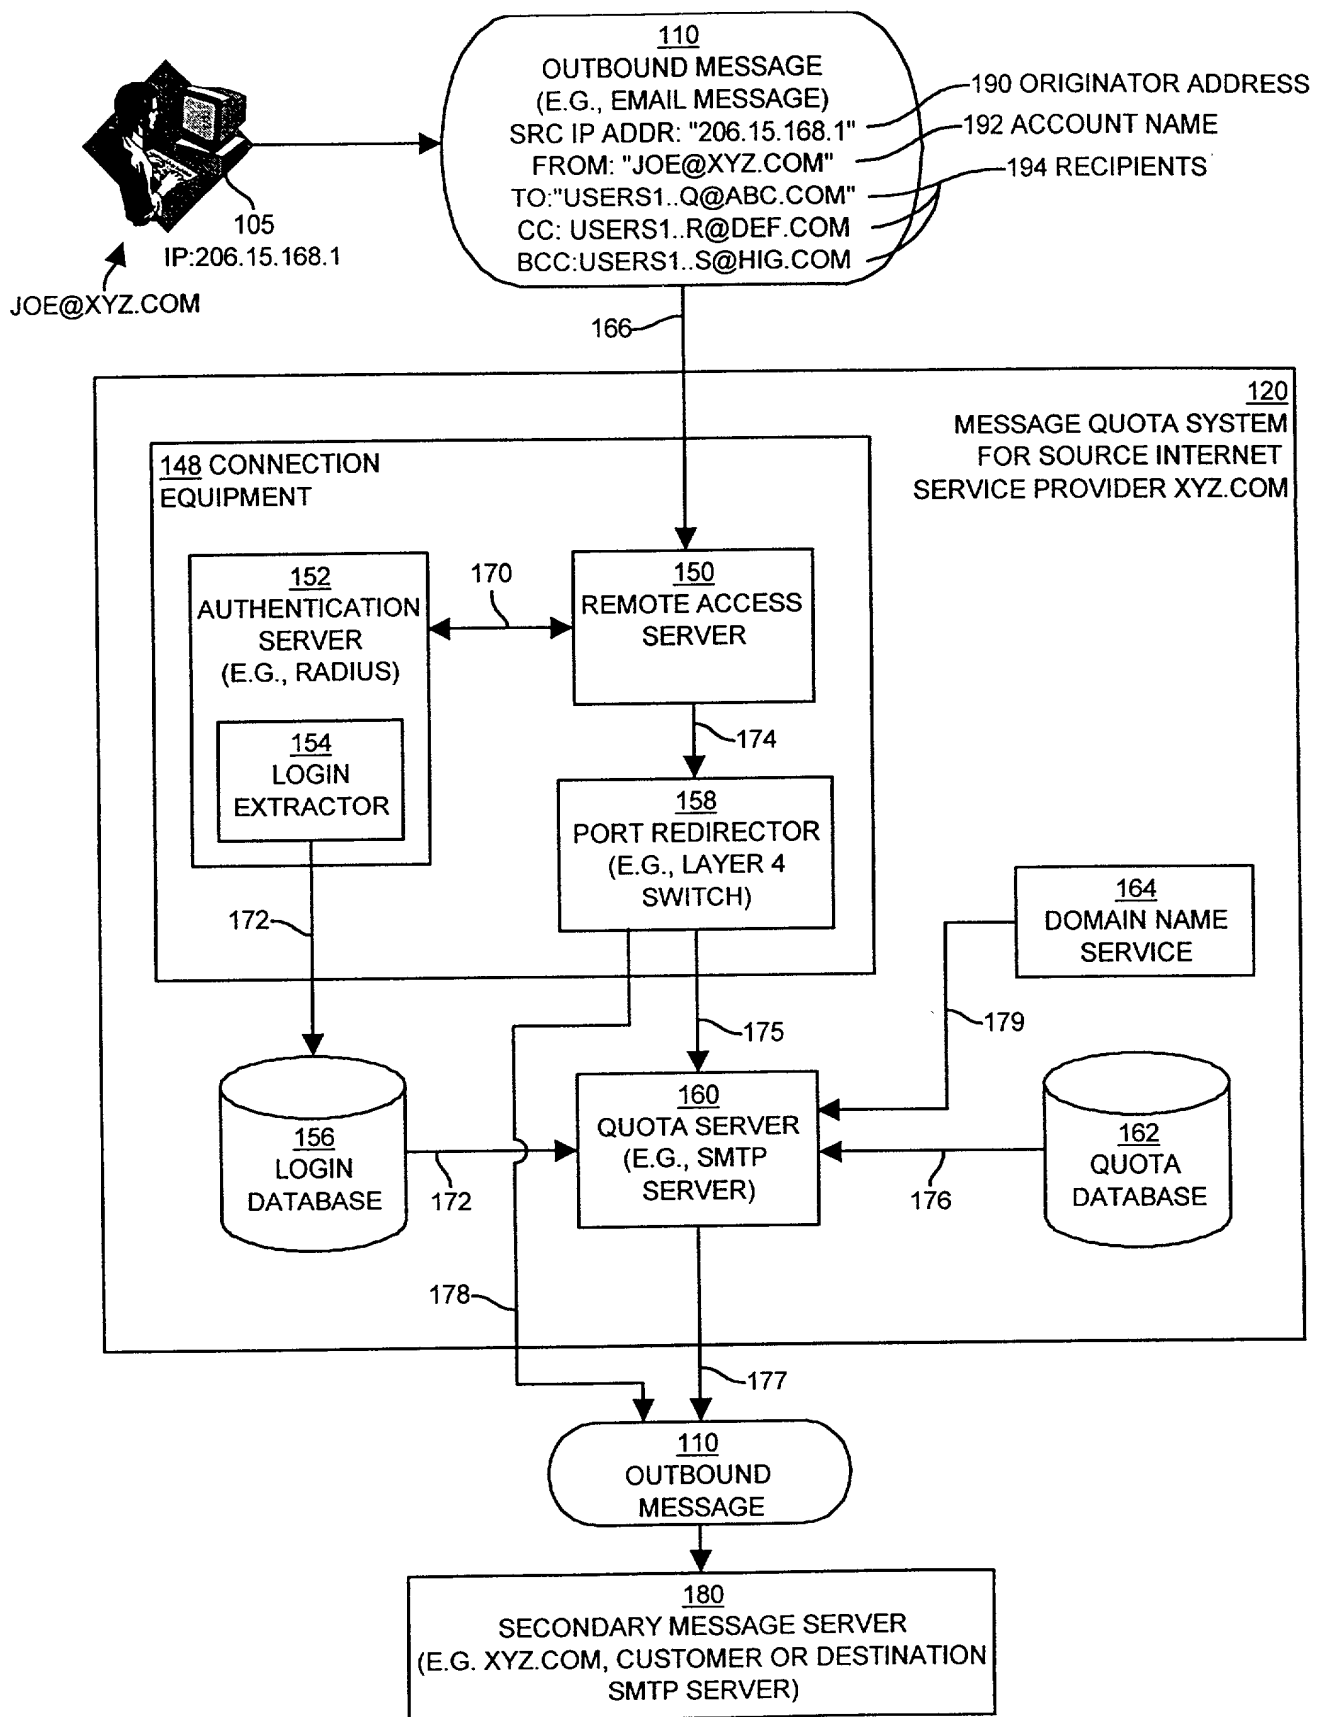 110
OUTBOUND MESSAGE
(E.G., EMAIL MESSAGE)
SRC IP ADDR: "206.15.168.1"
FROM: "JOE@XYZ.COM"
TO:"USERS1..Q@ABC.COM"
CC: USERS1..R@DEF.COM
BCC:USERS1..S@HIG.COM
190 ORIGINATOR ADDRESS
192 ACCOUNT NAME
194 RECIPIENTS
105
IP:206.15.168.1
JOE@XYZ.COM
166
120
MESSAGE QUOTA SYSTEM
FOR SOURCE INTERNET
SERVICE PROVIDER XYZ.COM
148 CONNECTION
EQUIPMENT
152
AUTHENTICATION
SERVER
(E.G., RADIUS)
170
150
REMOTE ACCESS
SERVER
154
LOGIN
EXTRACTOR
174
158
PORT REDIRECTOR
(E.G., LAYER 4
SWITCH)
172
164
DOMAIN NAME
SERVICE
175
179
156
LOGIN
DATABASE
172
160
QUOTA SERVER
(E.G., SMTP
SERVER)
176
162
QUOTA
DATABASE
178
177
110
OUTBOUND
MESSAGE
180
SECONDARY MESSAGE SERVER
(E.G. XYZ.COM, CUSTOMER OR DESTINATION
SMTP SERVER)